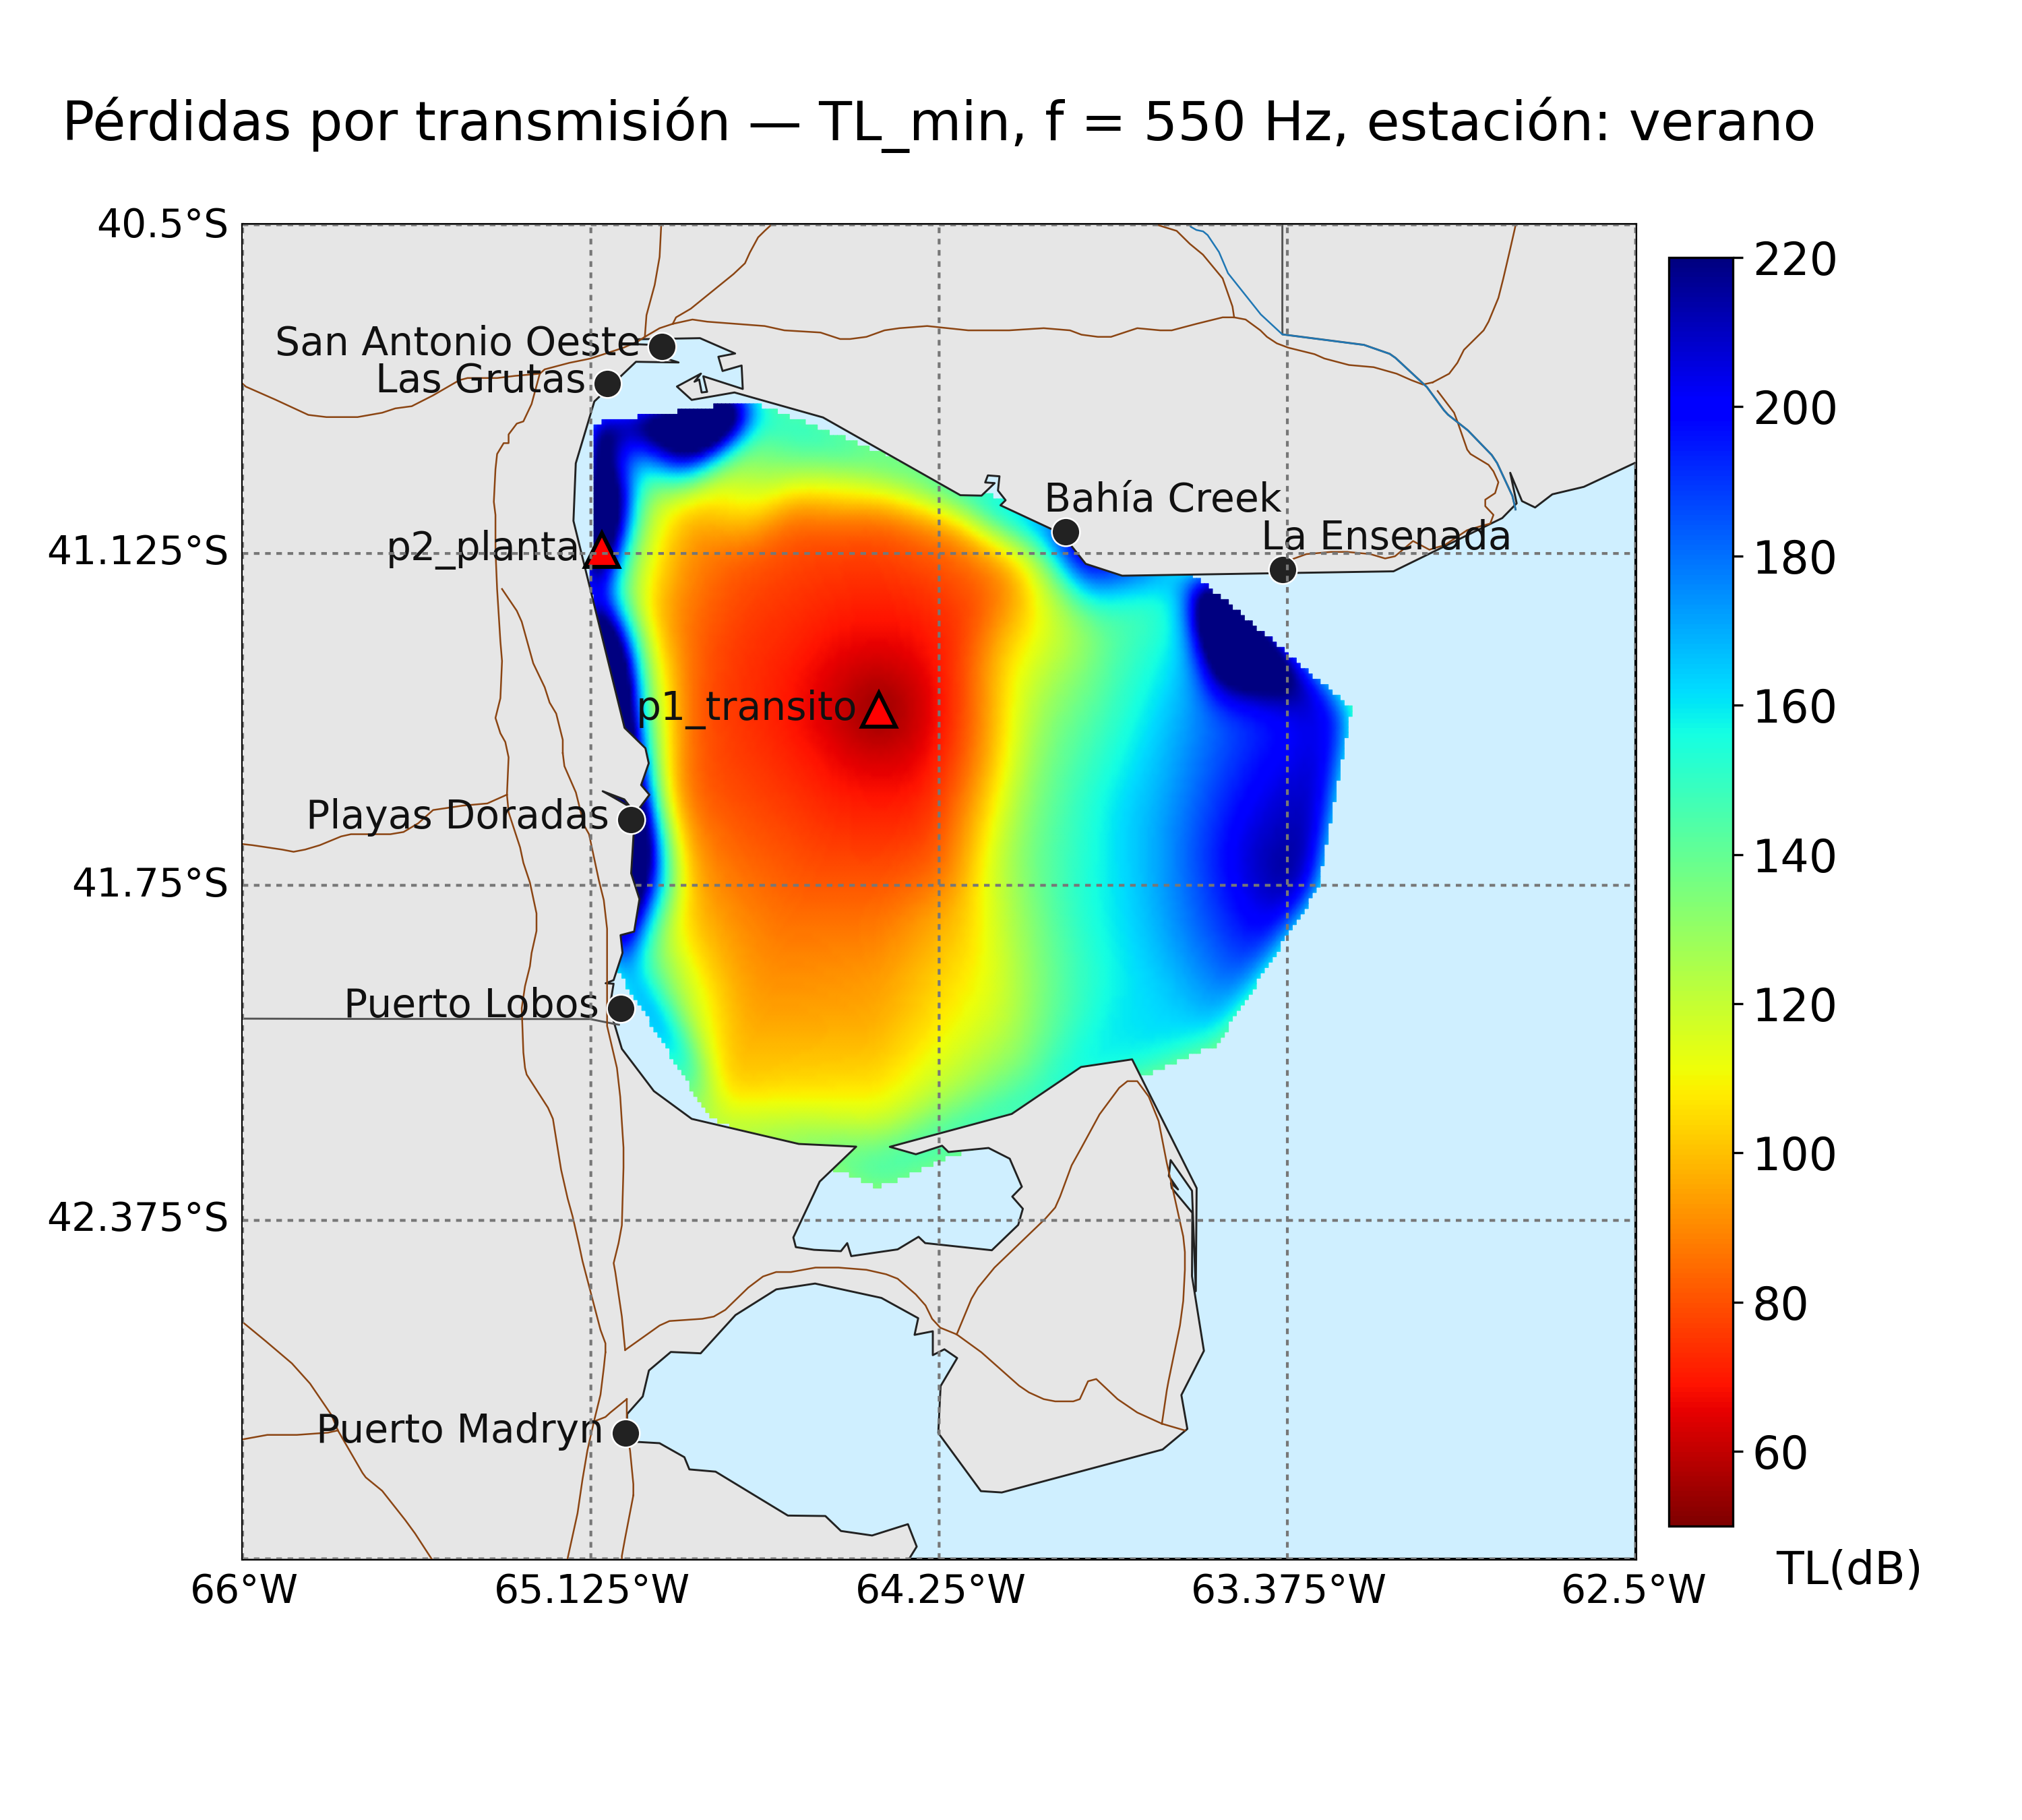 Pérdidas por transmisión — TL_min, f = 550 Hz, estación: verano
40.5°S
220
San Antonio Oeste
Las Grutas
200
Bahía Creek
La Ensenada
p2_planta
41.125°S
180
p1_transito
160
Playas Doradas
140
41.75°S
120
Puerto Lobos
100
42.375°S
80
Puerto Madryn
60
TL(dB)
66°W
65.125°W
64.25°W
63.375°W
62.5°W